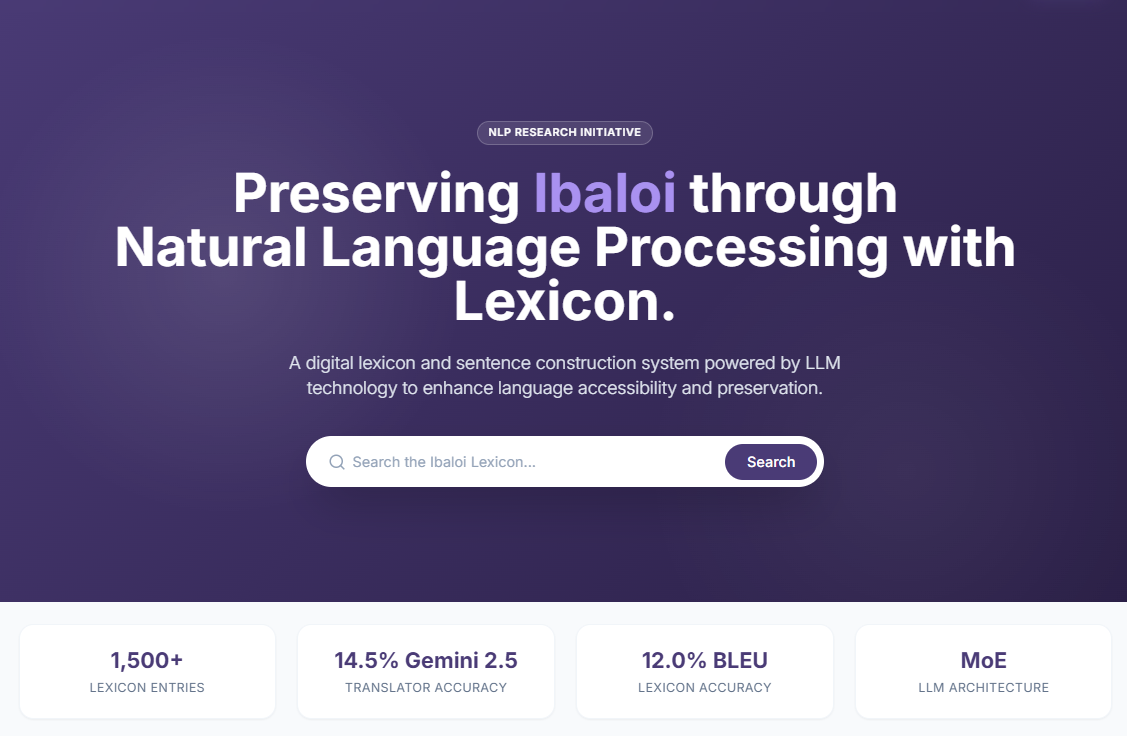 NLP RESEARCH INITIATIVE
Preserving Ibaloi through
Natural Language Processing with
Lexicon.
A digital lexicon and sentence construction system powered by LLM
technology to enhance language accessibility and preservation.
Search the Ibaloi Lexicon...
Search
1,500+
LEXICON ENTRIES
14.5% Gemini 2.5
TRANSLATOR ACCURACY
12.0% BLEU
LEXICON ACCURACY
MoE
LLM ARCHITECTURE